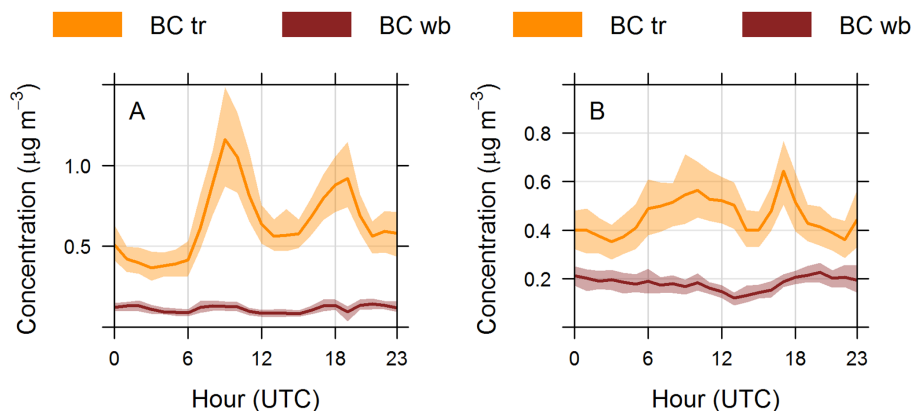 BC tr BC wb BC tr BC wb
A
B
Concentration (μg m⁻³)
1.0
0.5
Concentration (μg m⁻³)
0.8
0.6
0.4
0.2
0 6 12 18 23
0 6 12 18 23
Hour (UTC)
Hour (UTC)